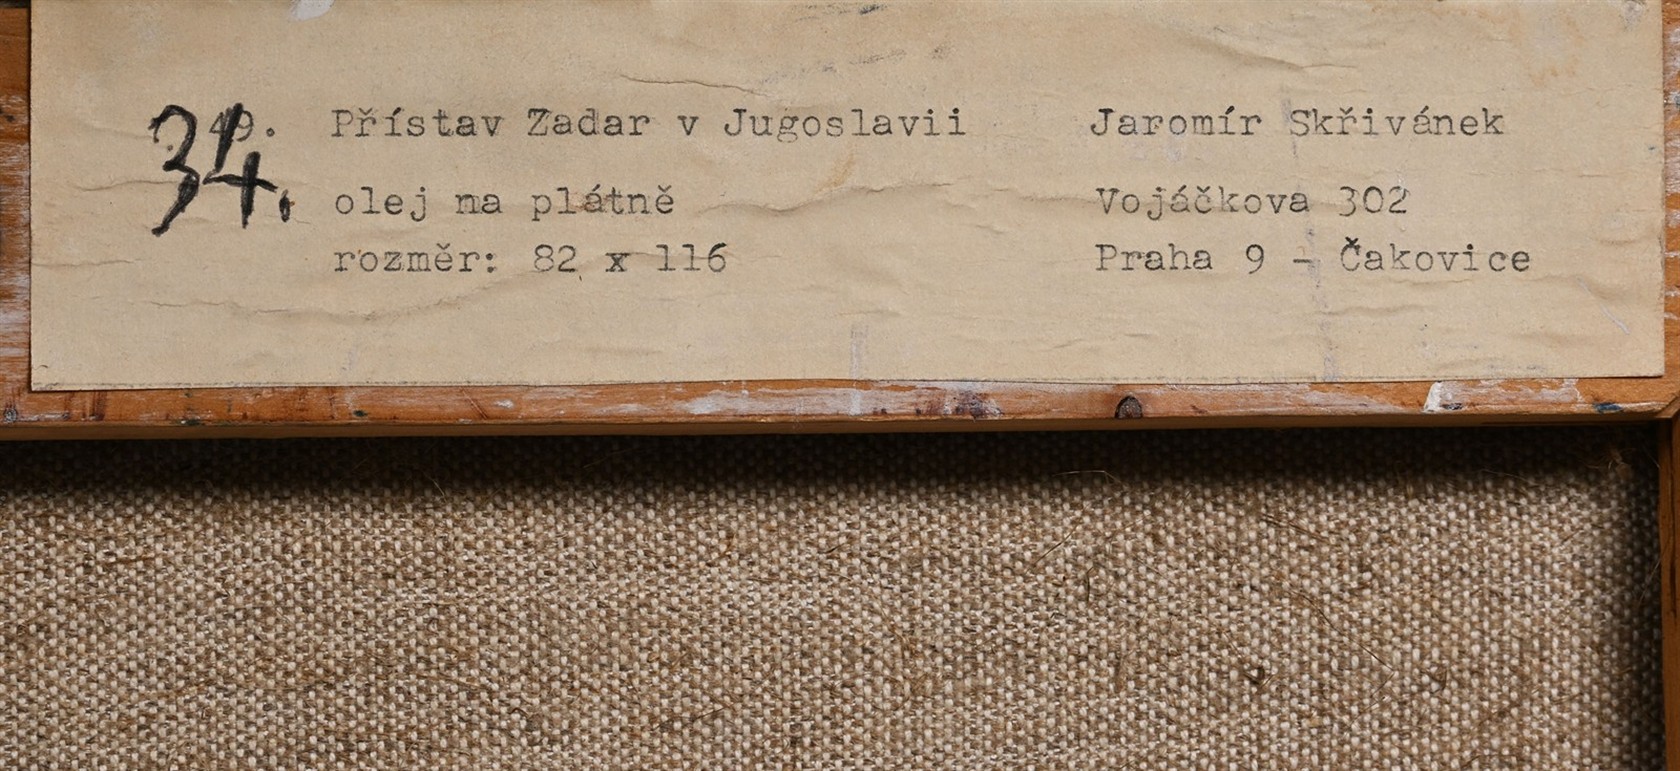 34. Přístav Zadar v Jugoslavii Jaromír Skřivánek
olej na plátně Vojáčkova 302
rozměr: 82 x 116 Praha 9 - Čakovice